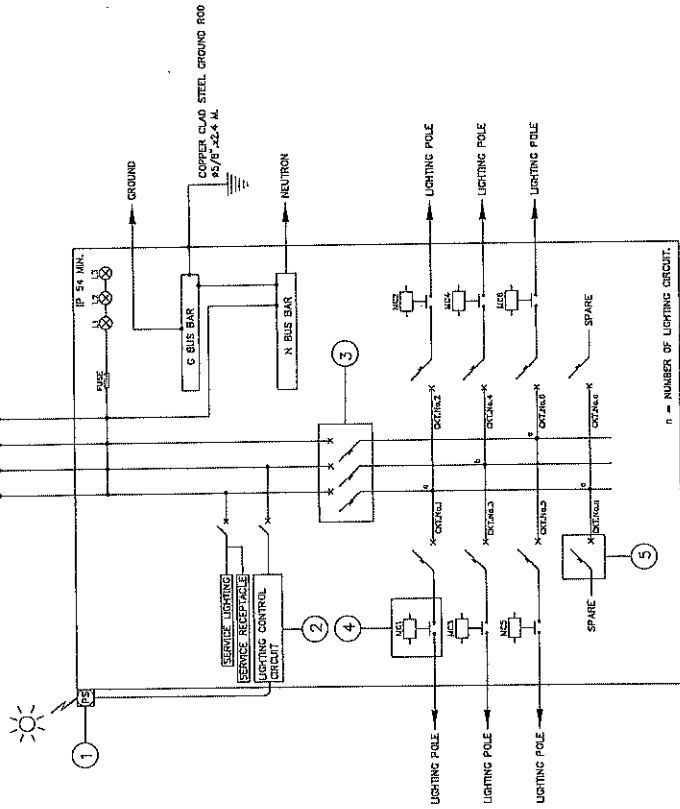 COPPER CLAD STEEL GROUND ROD
ø5/8"x2.4 M.
GROUND
NEUTRON
IP 54 MIN.
L1
L2
L3
FUSE
G BUS BAR
N BUS BAR
3
PS
1
SERVICE LIGHTING
SERVICE RECEPTACLE
LIGHTING CONTROL
CIRCUIT
2
4
MC1
MC2
CKT.No.1
CKT.No.2
a
LIGHTING POLE
LIGHTING POLE
MC3
MC4
CKT.No.3
CKT.No.4
b
LIGHTING POLE
LIGHTING POLE
MC5
MC6
CKT.No.5
CKT.No.6
LIGHTING POLE
LIGHTING POLE
SPARE
CKT.No.n
CKT.No.n
SPARE
5
n = NUMBER OF LIGHTING CIRCUIT.